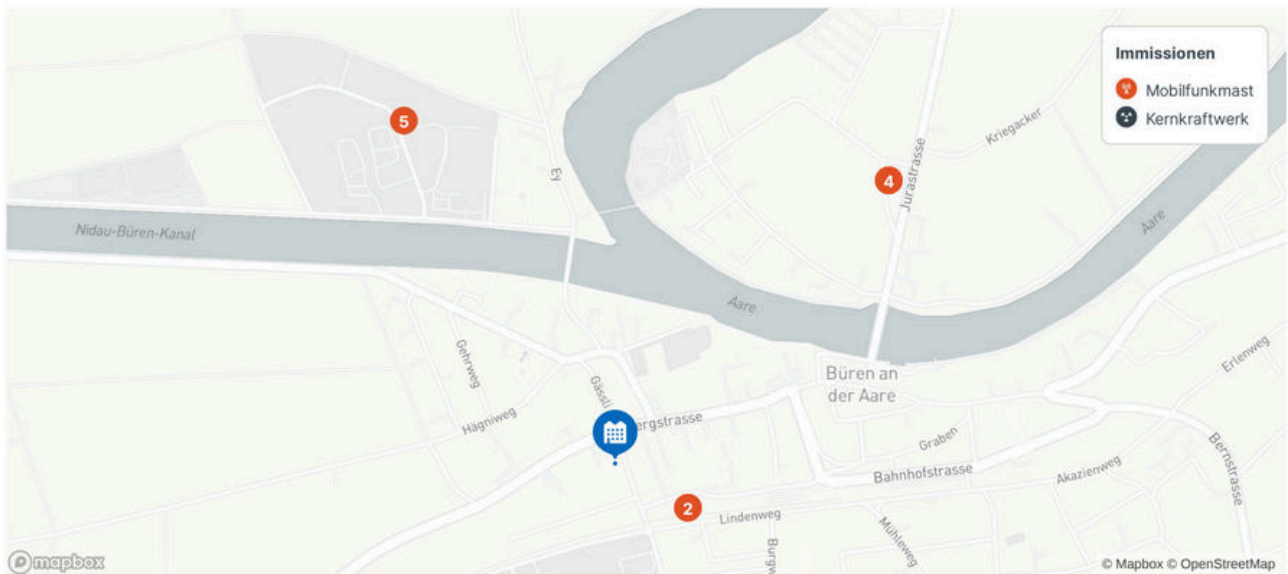 Immissionen
Mobilfunkmast
Kernkraftwerk
5
4
Kriegacker
Jurastrasse
Ey
Nidau-Büren-Kanal
Aare
Aare
Gehrweg
Gässli
Hägniweg
ergstrasse
Büren an
der Aare
Erlenweg
Graben
Bahnhofstrasse
Akazienweg
Bernstrasse
2
Lindenweg
Mühleweg
Burgw
mapbox
© Mapbox © OpenStreetMap